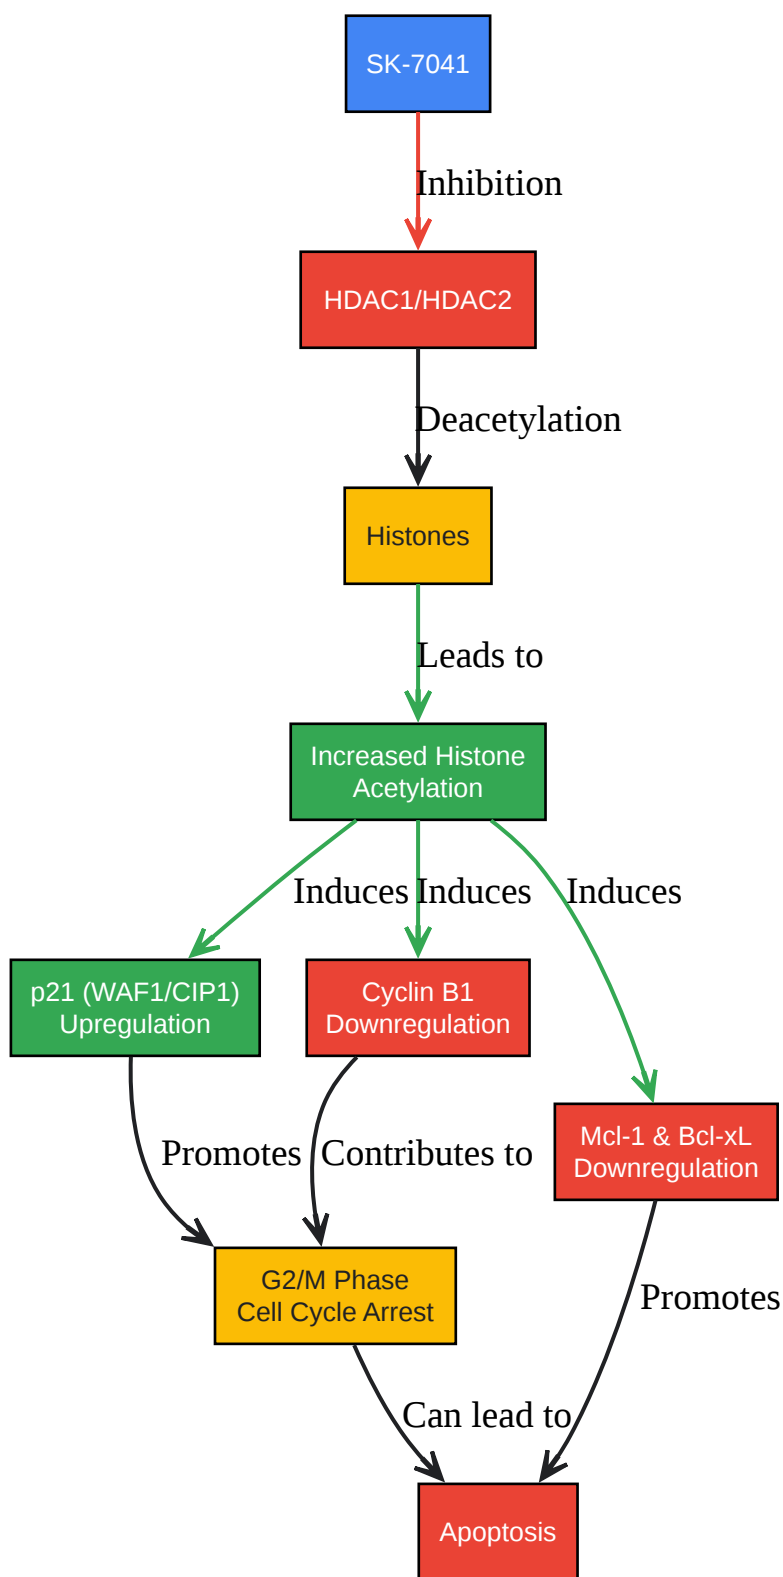 SK-7041
Inhibition
HDAC1/HDAC2
Deacetylation
Histones
Leads to
Increased Histone
Acetylation
Induces
Induces
Induces
p21 (WAF1/CIP1)
Upregulation
Cyclin B1
Downregulation
Mcl-1 & Bcl-xL
Downregulation
Promotes
Contributes to
G2/M Phase
Cell Cycle Arrest
Promotes
Can lead to
Apoptosis